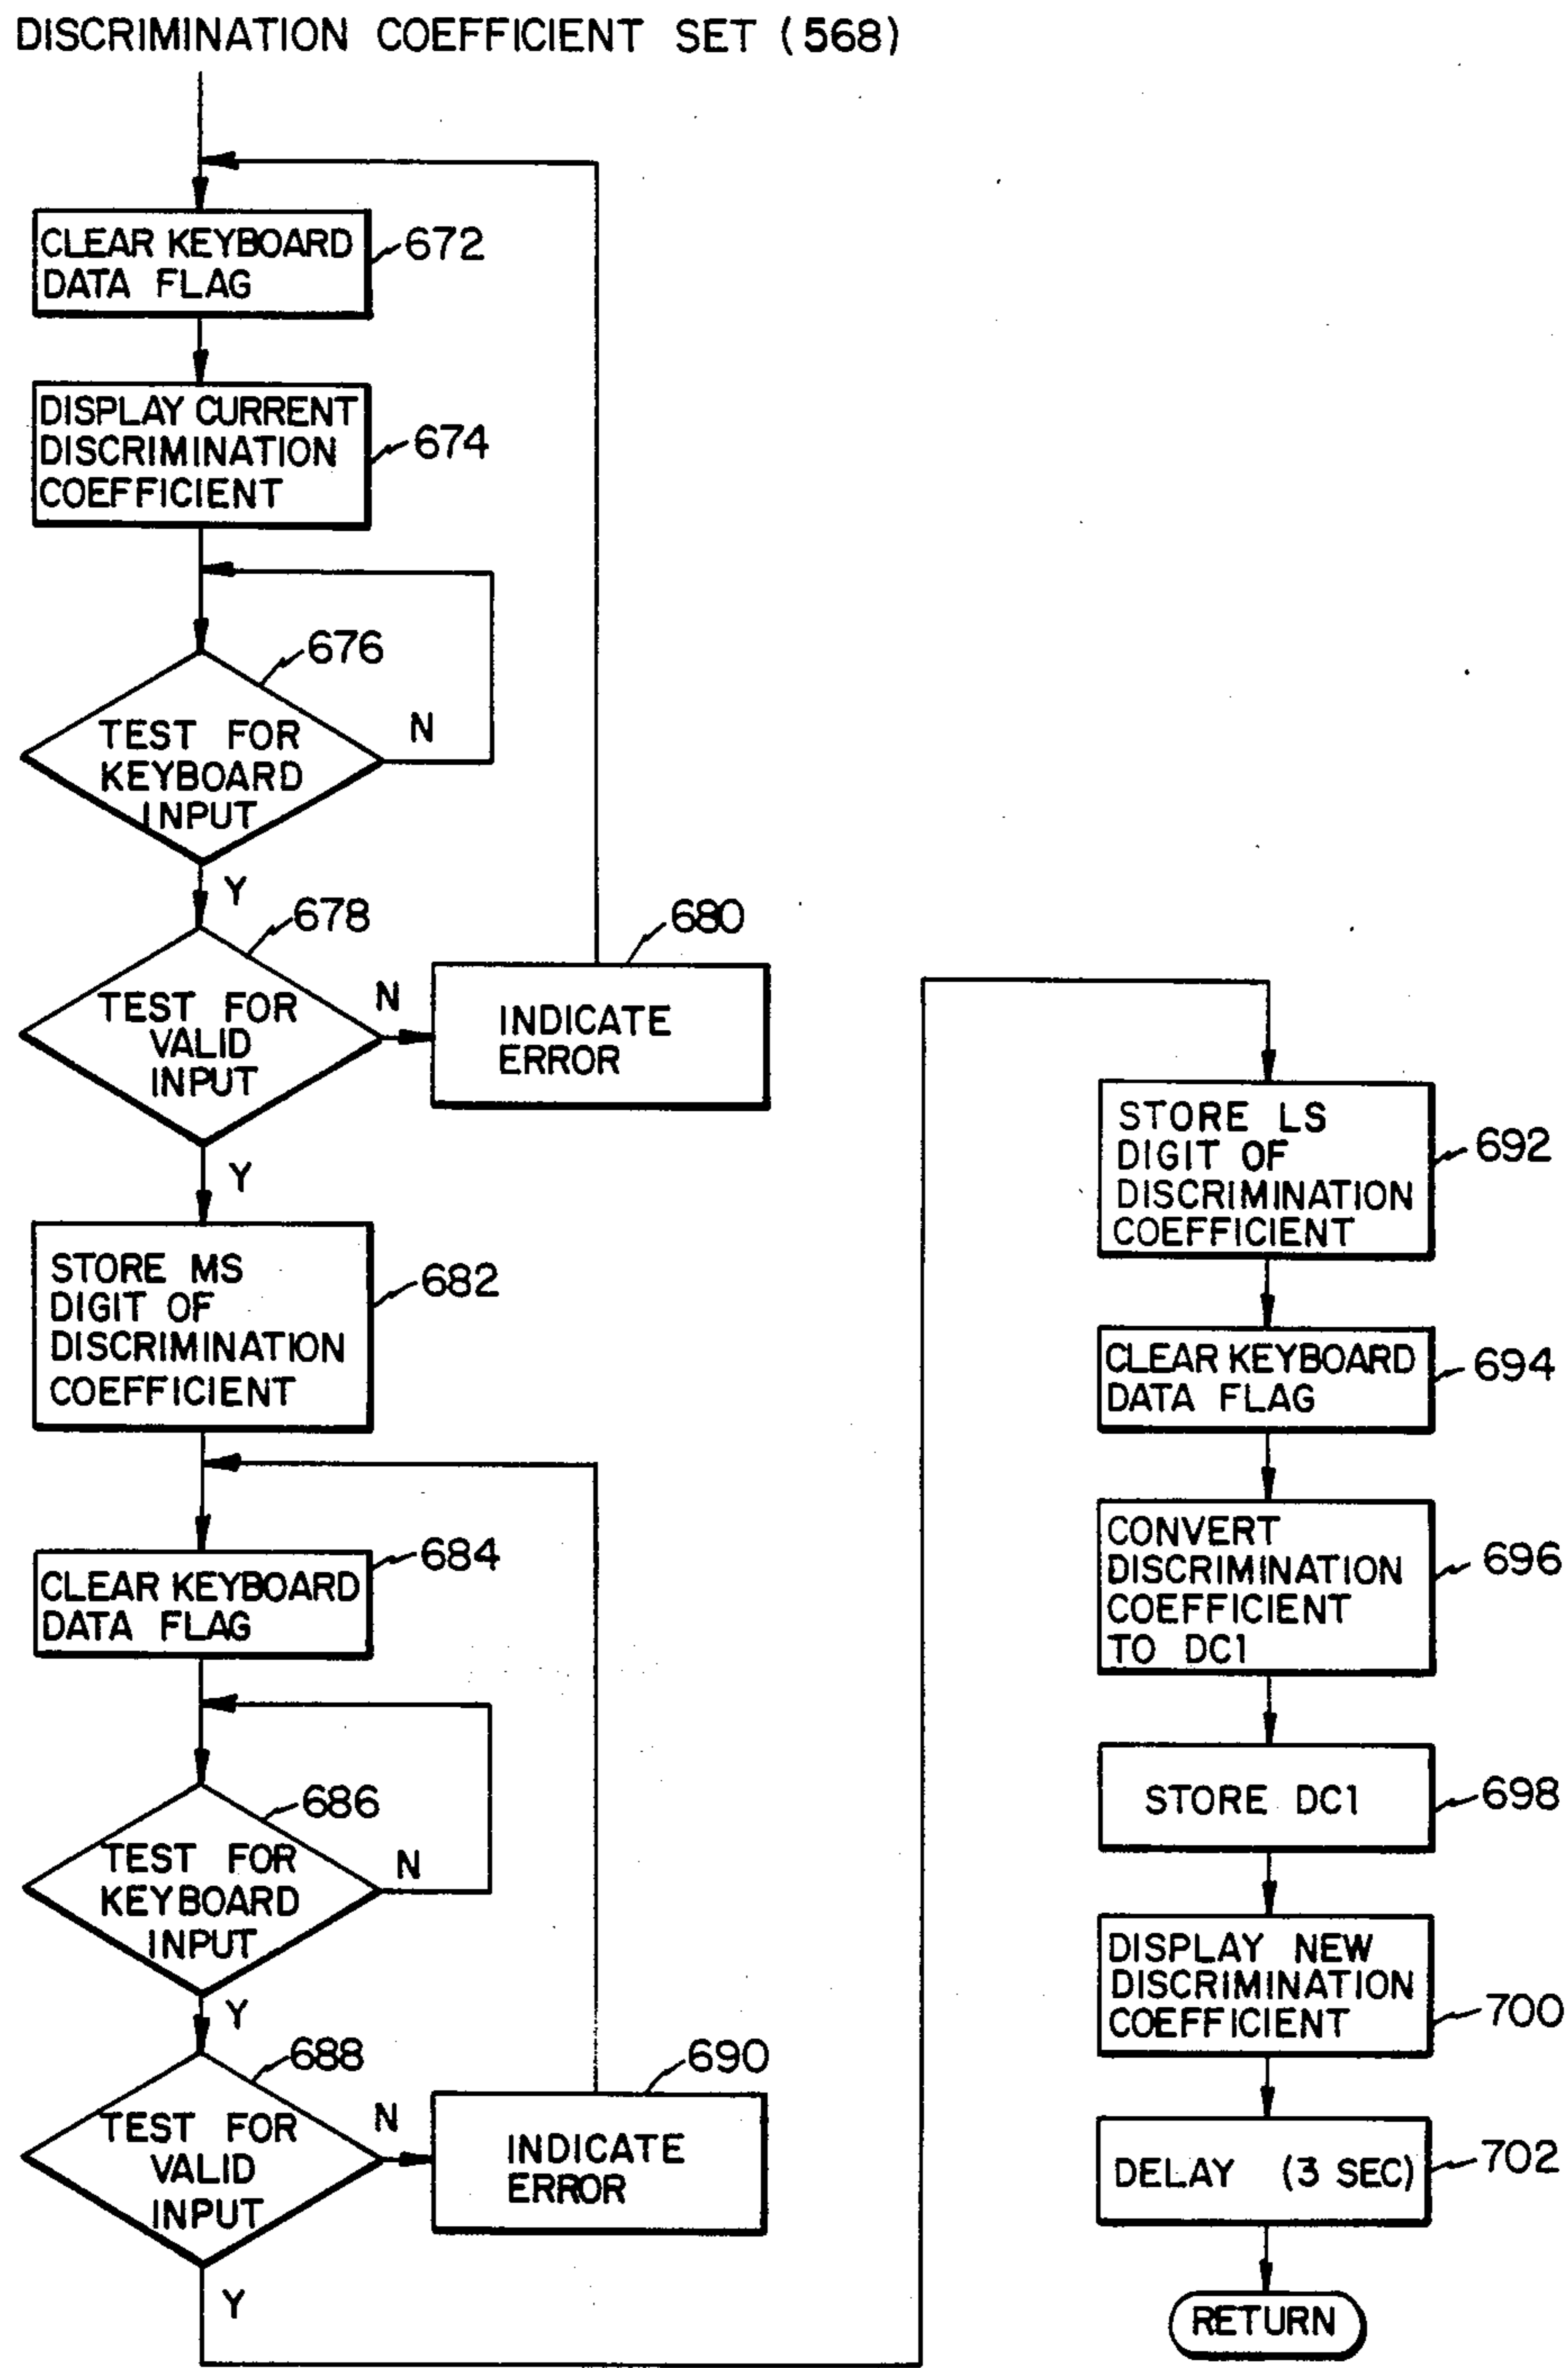 DISCRIMINATION COEFFICIENT SET (568)
CLEAR KEYBOARD
DATA FLAG
672
DISPLAY CURRENT
DISCRIMINATION
COEFFICIENT
674
676
TEST FOR
KEYBOARD
INPUT
N
Y
678
TEST FOR
VALID
INPUT
N
680
INDICATE
ERROR
Y
STORE MS
DIGIT OF
DISCRIMINATION
COEFFICIENT
682
CLEAR KEYBOARD
DATA FLAG
684
686
TEST FOR
KEYBOARD
INPUT
N
Y
688
TEST FOR
VALID
INPUT
N
690
INDICATE
ERROR
Y
STORE LS
DIGIT OF
DISCRIMINATION
COEFFICIENT
692
CLEAR KEYBOARD
DATA FLAG
694
CONVERT
DISCRIMINATION
COEFFICIENT
TO DC1
696
STORE DC1
698
DISPLAY NEW
DISCRIMINATION
COEFFICIENT
700
DELAY (3 SEC)
702
RETURN